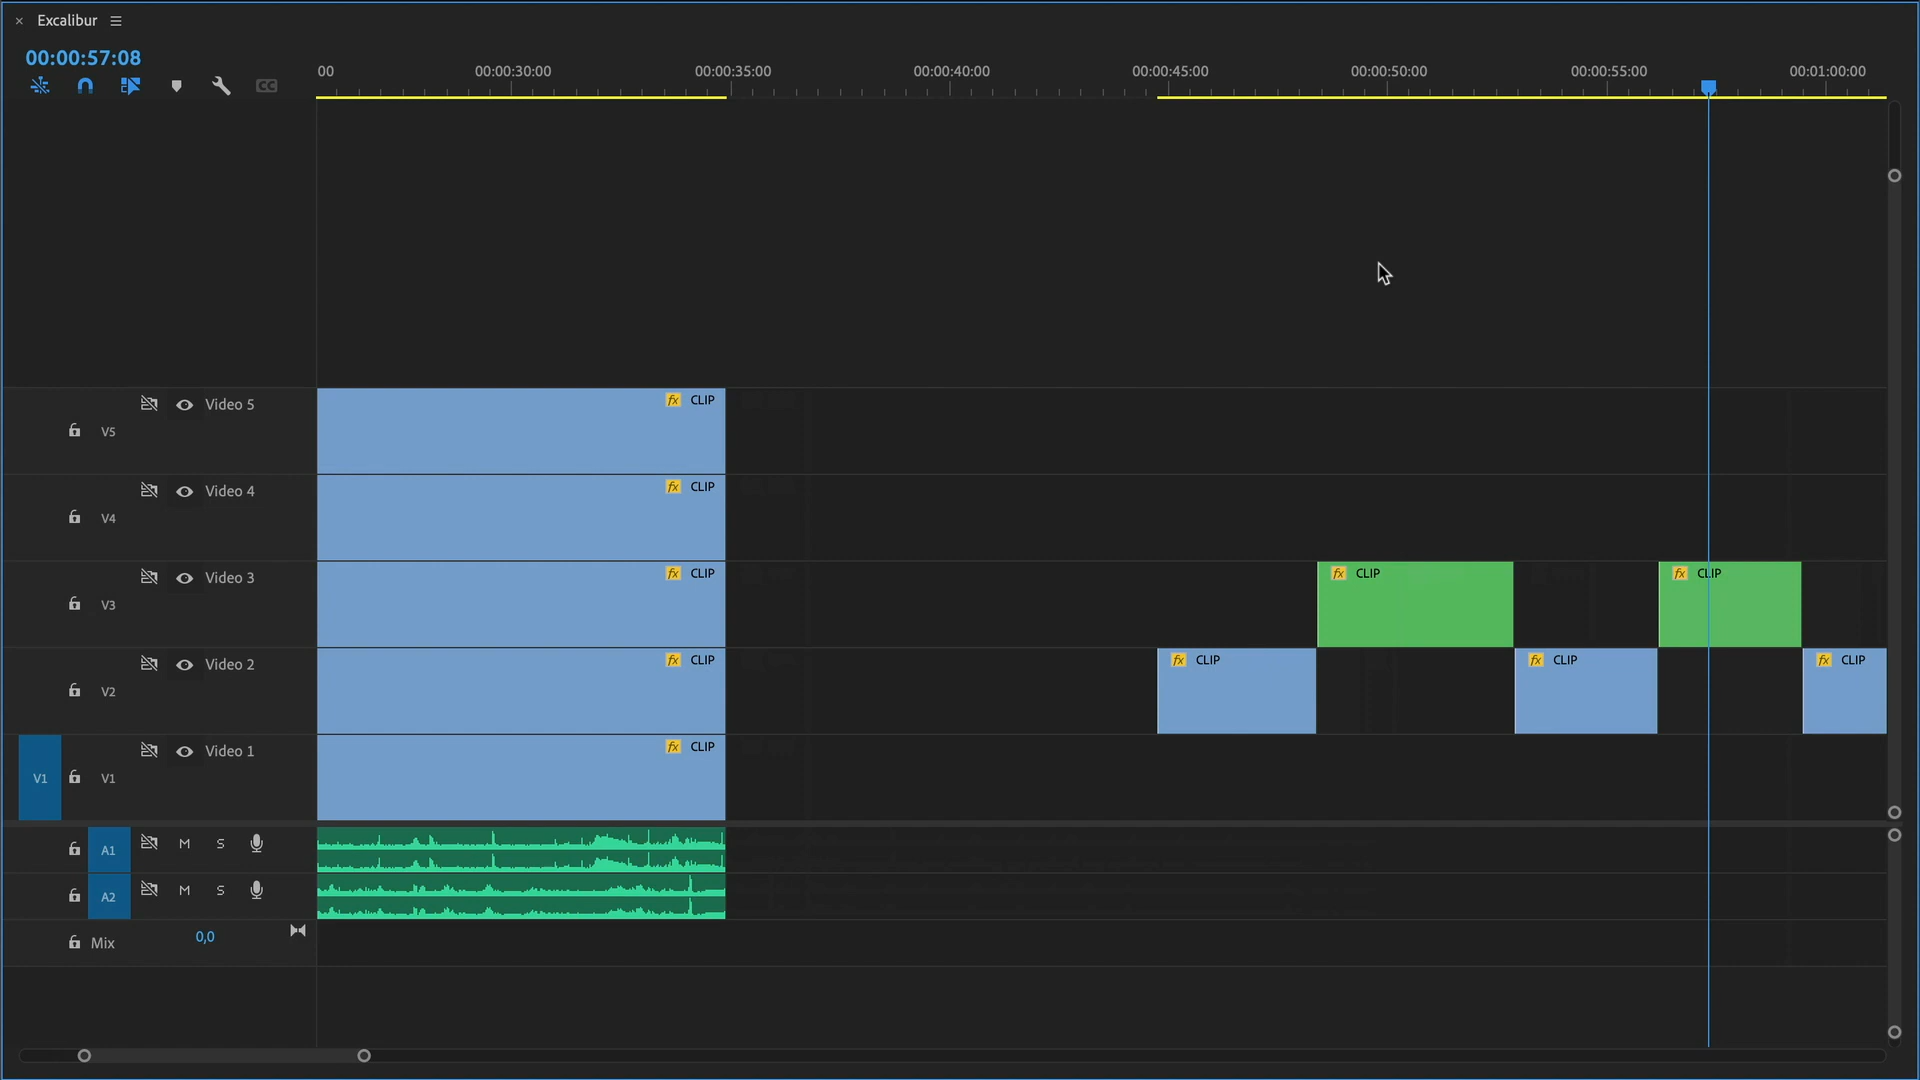 × Excalibur ≡
00:00:57:08
CC
00 00:00:30:00 00:00:35:00 00:00:40:00 00:00:45:00 00:00:50:00 00:00:55:00 00:01:00:00
Video 5
V5
fx CLIP
Video 4
V4
fx CLIP
Video 3
V3
fx CLIP
fx CLIP
fx CLIP
Video 2
V2
fx CLIP
fx CLIP
fx CLIP
fx CLIP
Video 1
V1 V1
fx CLIP
A1 M S
A2 M S
Mix 0,0